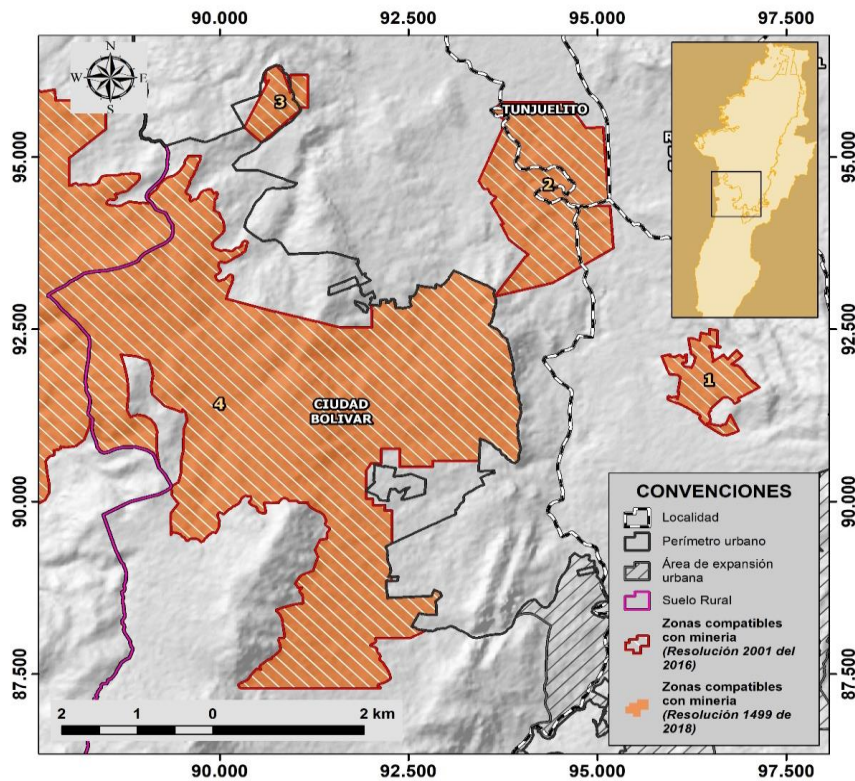 90.000 92.500 95.000 97.500
N
W E
S
95.000
92.500
90.000
87.500
3
TUNJUELITO
2
1
4
CIUDAD
BOLIVAR
95.000
92.500
90.000
87.500
CONVENCIONES
Localidad
Perímetro urbano
Área de expansión
urbana
Suelo Rural
Zonas compatibles
con mineria
(Resolución 2001 del
2016)
Zonas compatibles
con mineria
(Resolución 1499 de
2018)
2 1 0 2 km
90.000 92.500 95.000 97.500